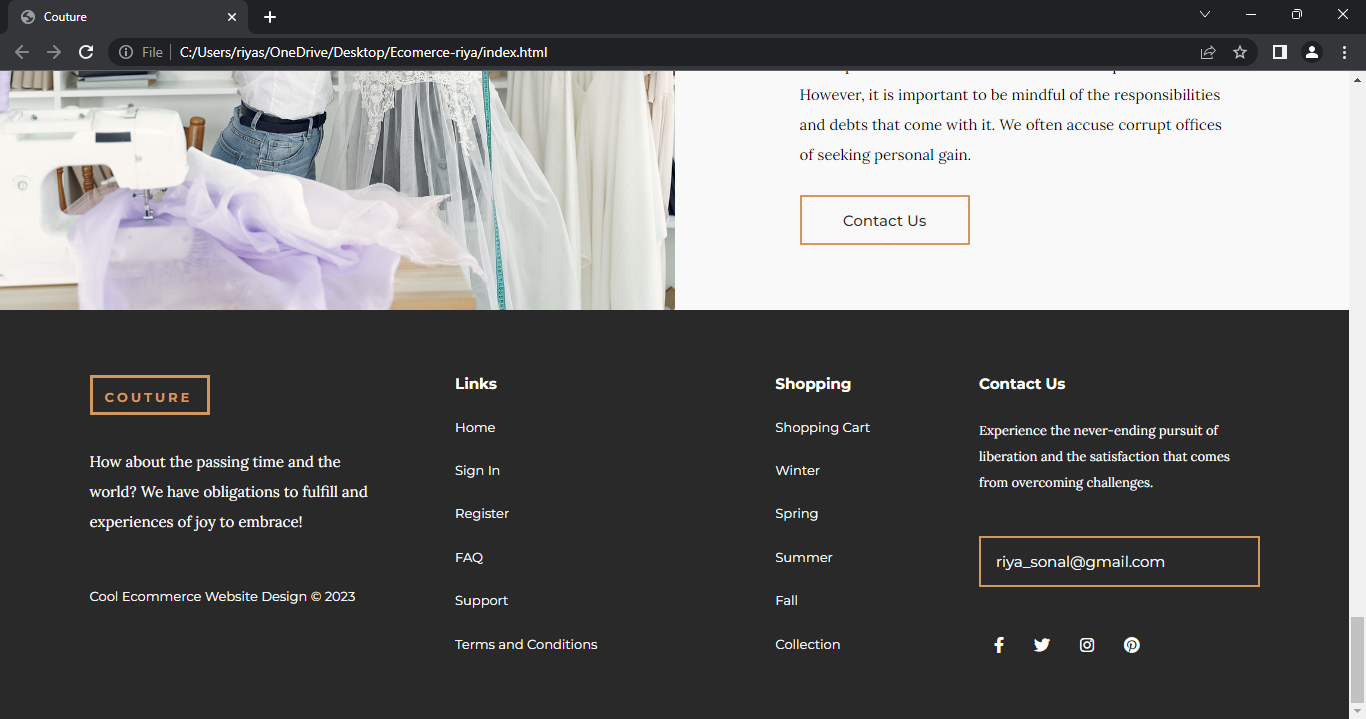 Couture
File
C:/Users/riyas/OneDrive/Desktop/Ecomerce-riya/index.html
However, it is important to be mindful of the responsibilities
and debts that come with it. We often accuse corrupt offices
of seeking personal gain.
Contact Us
COUTURE
How about the passing time and the
world? We have obligations to fulfill and
experiences of joy to embrace!
Cool Ecommerce Website Design © 2023
Links
Home
Sign In
Register
FAQ
Support
Terms and Conditions
Shopping
Shopping Cart
Winter
Spring
Summer
Fall
Collection
Contact Us
Experience the never-ending pursuit of
liberation and the satisfaction that comes
from overcoming challenges.
riya_sonal@gmail.com